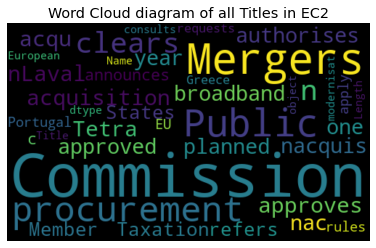 Word Cloud diagram of all Titles in EC2
consults requests
acqu clears authorises
European Name year Mergers
nLaval announces Greece
acquisition broadband n
Portugal dtype States EU Public object modernisat apply Length
c Title Tetra planned one
approved nacquis
Commission
procurement approves
Member Taxation refers nac rules